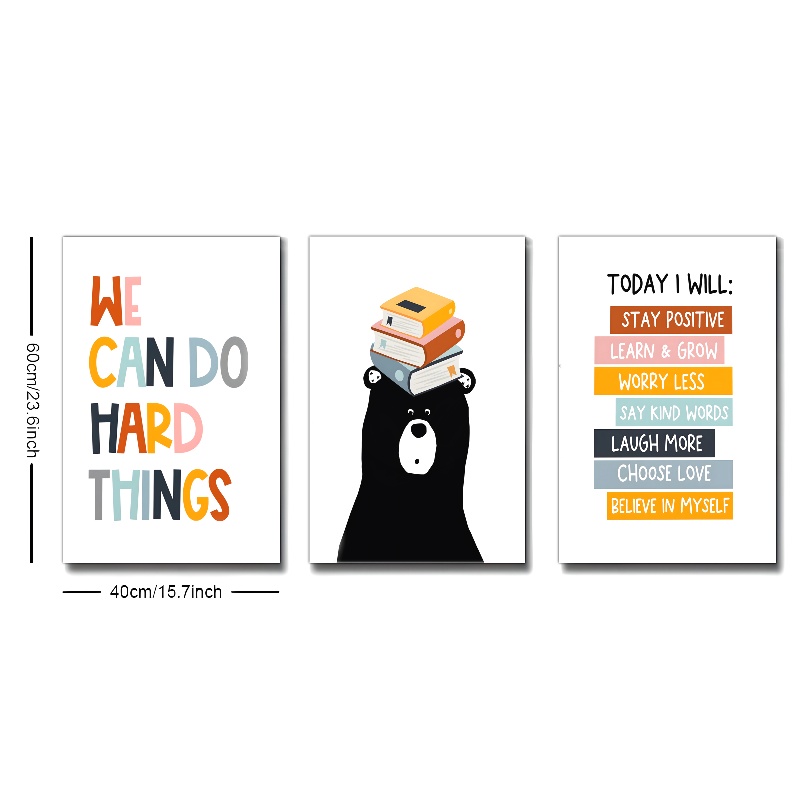 WE
CAN DO
HARD
THINGS
TODAY I WILL:
STAY POSITIVE
LEARN & GROW
WORRY LESS
SAY KIND WORDS
LAUGH MORE
CHOOSE LOVE
BELIEVE IN MYSELF
60cm/23.6inch
40cm/15.7inch